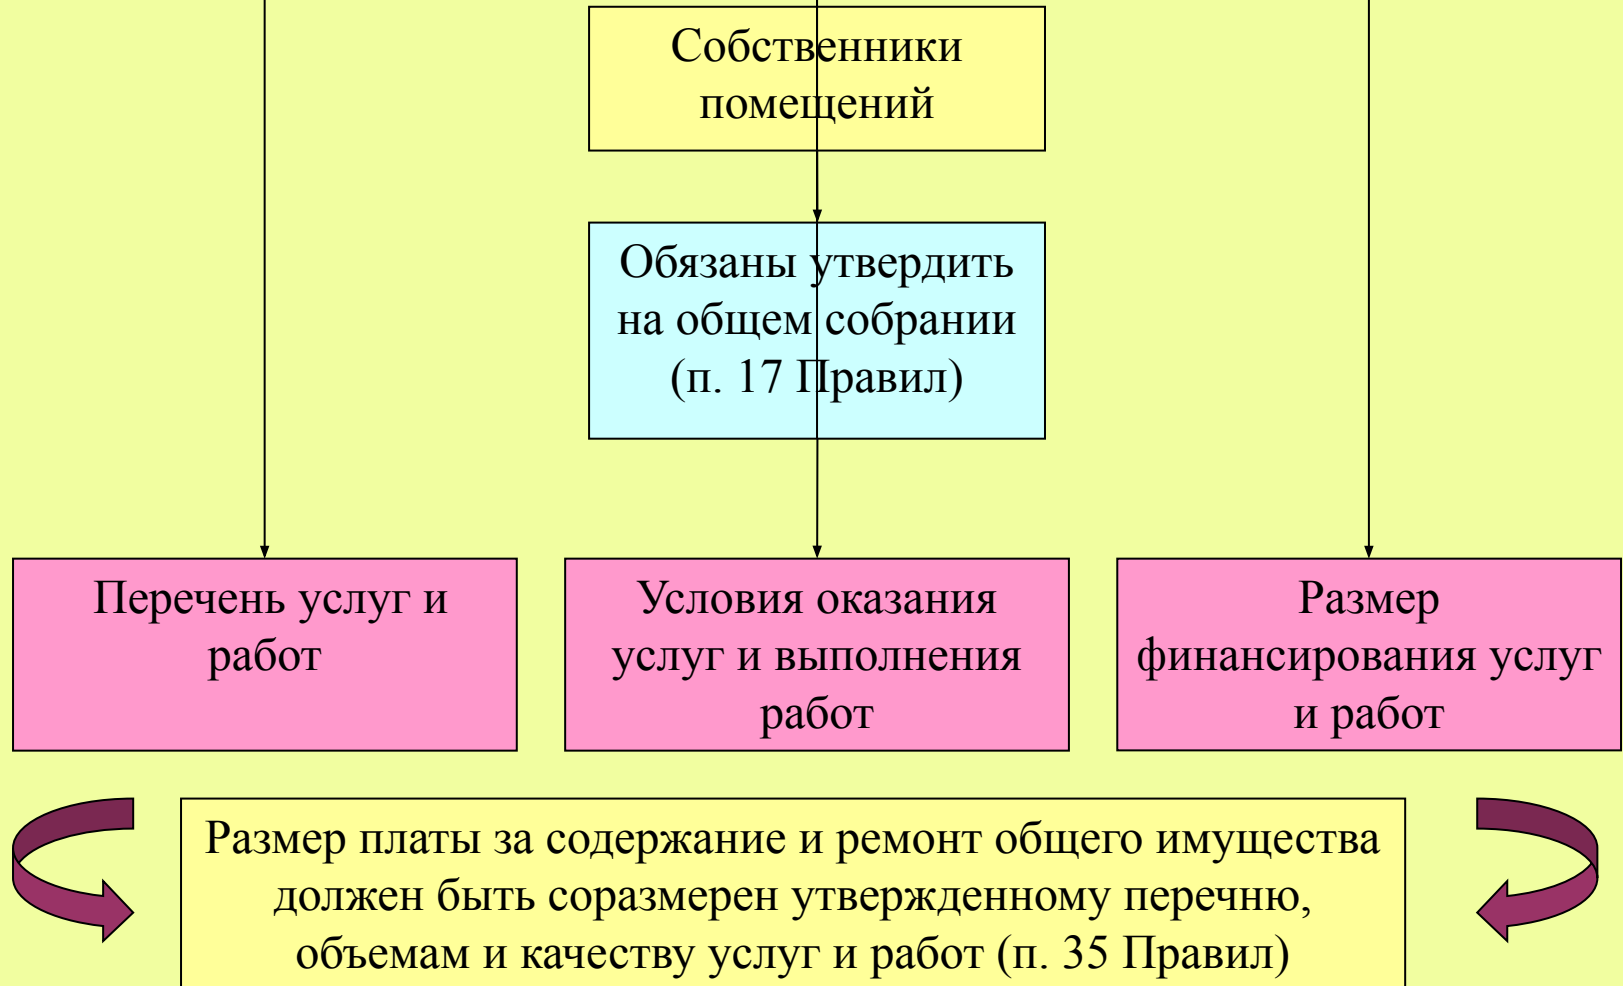 Собственники
помещений
Обязаны утвердить
на общем собрании
(п. 17 Правил)
Перечень услуг и
работ
Условия оказания
услуг и выполнения
работ
Размер
финансирования услуг
и работ
Размер платы за содержание и ремонт общего имущества
должен быть соразмерен утвержденному перечню,
объемам и качеству услуг и работ (п. 35 Правил)